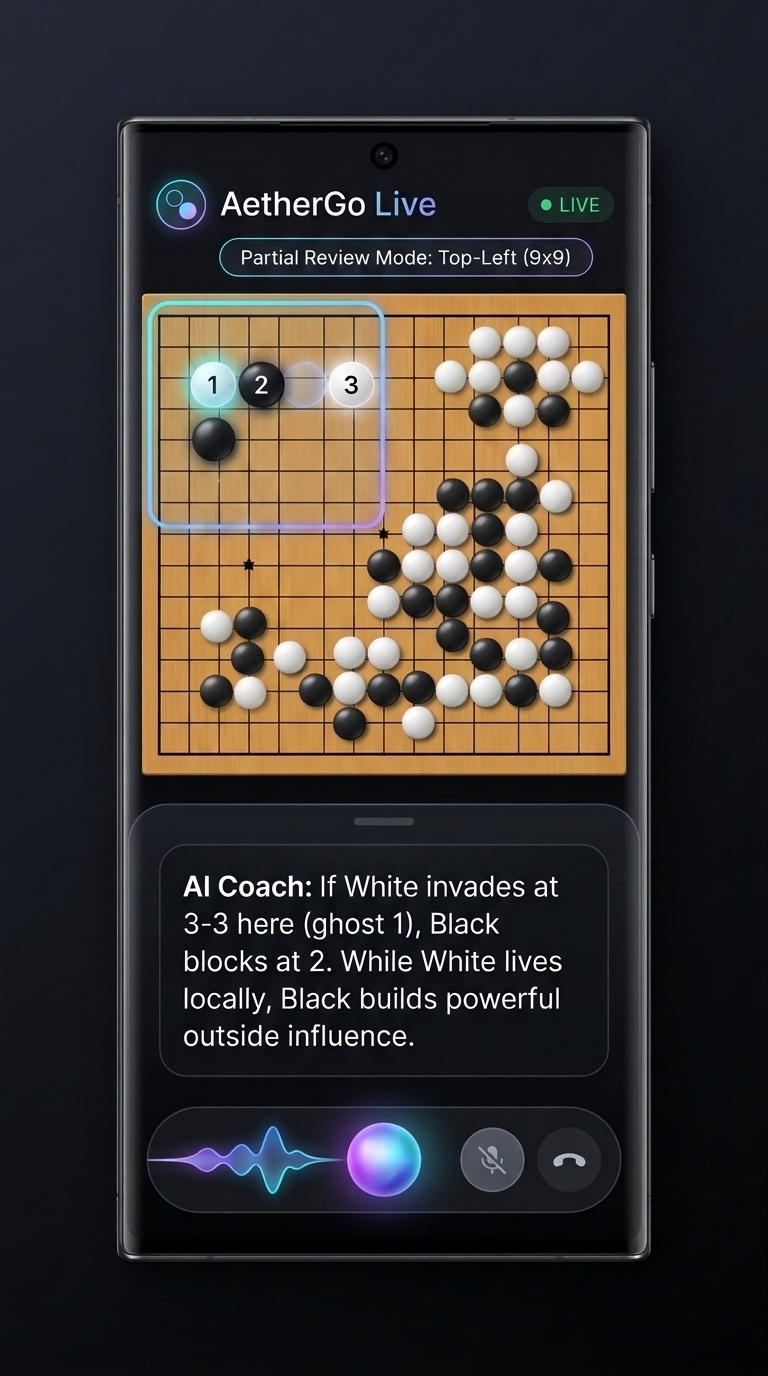 AetherGo Live
LIVE
Partial Review Mode: Top-Left (9x9)
1 2 3
AI Coach: If White invades at
3-3 here (ghost 1), Black
blocks at 2. While White lives
locally, Black builds powerful
outside influence.